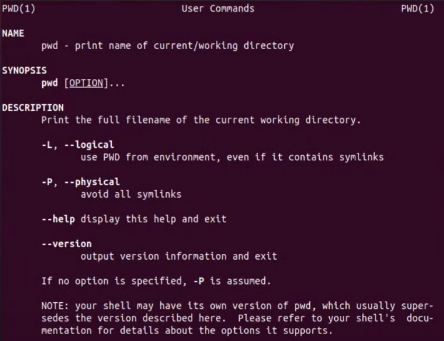 PWD(1) User Commands PWD(1)
NAME
pwd - print name of current/working directory
SYNOPSIS
pwd [OPTION]...
DESCRIPTION
Print the full filename of the current working directory.
-L, --logical
use PWD from environment, even if it contains symlinks
-P, --physical
avoid all symlinks
--help display this help and exit
--version
output version information and exit
If no option is specified, -P is assumed.
NOTE: your shell may have its own version of pwd, which usually super-
sedes the version described here. Please refer to your shell's docu-
mentation for details about the options it supports.